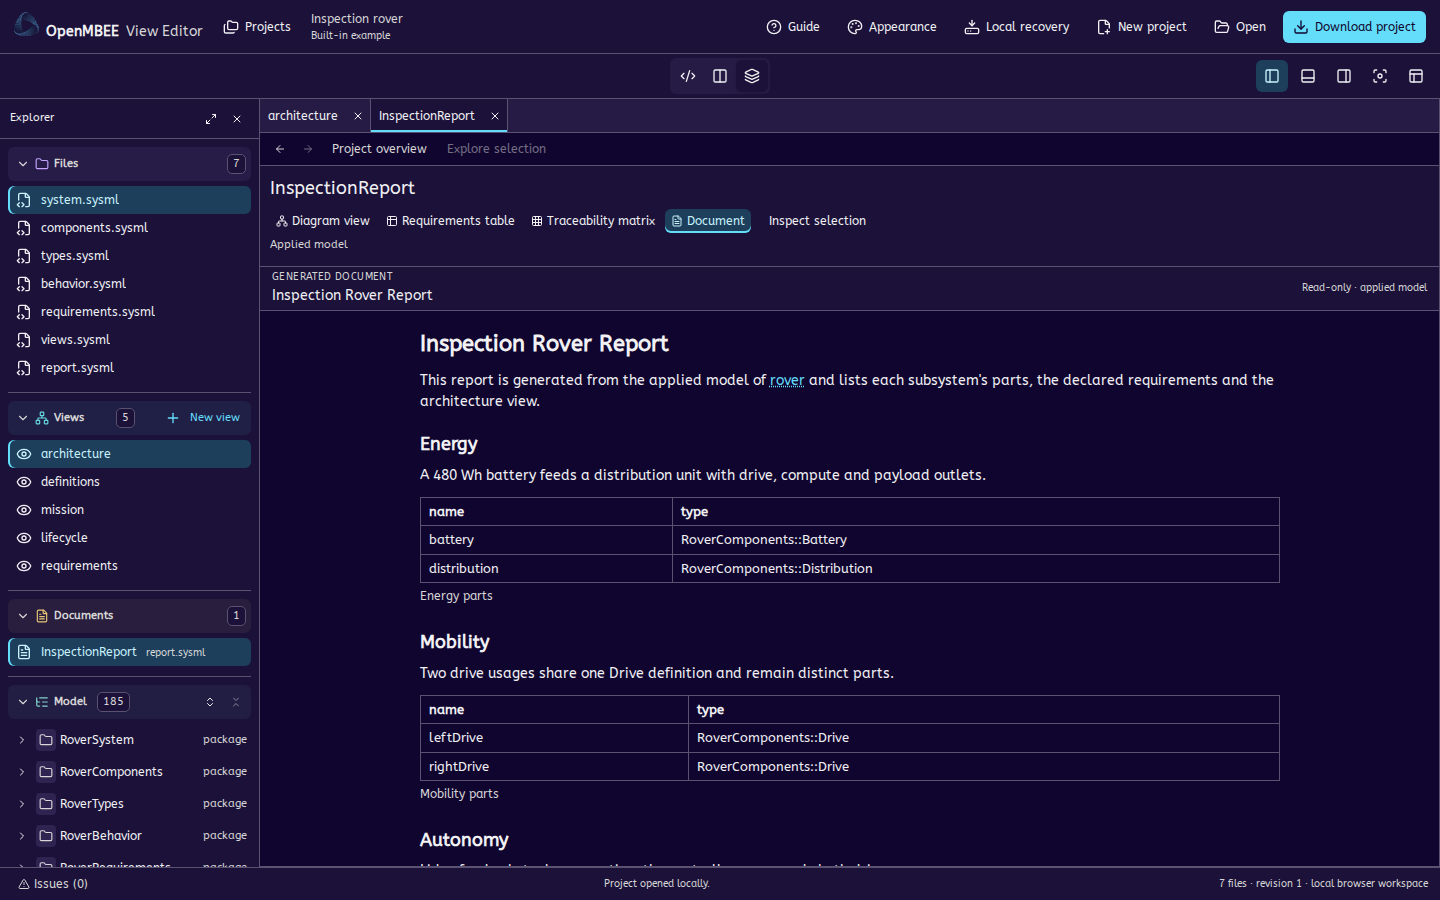 OpenMBEE View Editor
Projects
Inspection rover
Built-in example
Guide
Appearance
Local recovery
New project
Open
Download project
Explorer
Files
7
system.sysml
components.sysml
types.sysml
behavior.sysml
requirements.sysml
views.sysml
report.sysml
Views
5
New view
architecture
definitions
mission
lifecycle
requirements
Documents
1
InspectionReport report.sysml
Model
185
RoverSystem package
RoverComponents package
RoverTypes package
RoverBehavior package
RoverRequirements package
architecture
InspectionReport
Project overview
Explore selection
InspectionReport
Diagram view
Requirements table
Traceability matrix
Document
Inspect selection
Applied model
GENERATED DOCUMENT
Inspection Rover Report
Read-only · applied model
Inspection Rover Report
This report is generated from the applied model of rover and lists each subsystem's parts, the declared requirements and the
architecture view.
Energy
A 480 Wh battery feeds a distribution unit with drive, compute and payload outlets.
name type
battery RoverComponents::Battery
distribution RoverComponents::Distribution
Energy parts
Mobility
Two drive usages share one Drive definition and remain distinct parts.
name type
leftDrive RoverComponents::Drive
rightDrive RoverComponents::Drive
Mobility parts
Autonomy
Issues (0)
Project opened locally.
7 files · revision 1 · local browser workspace